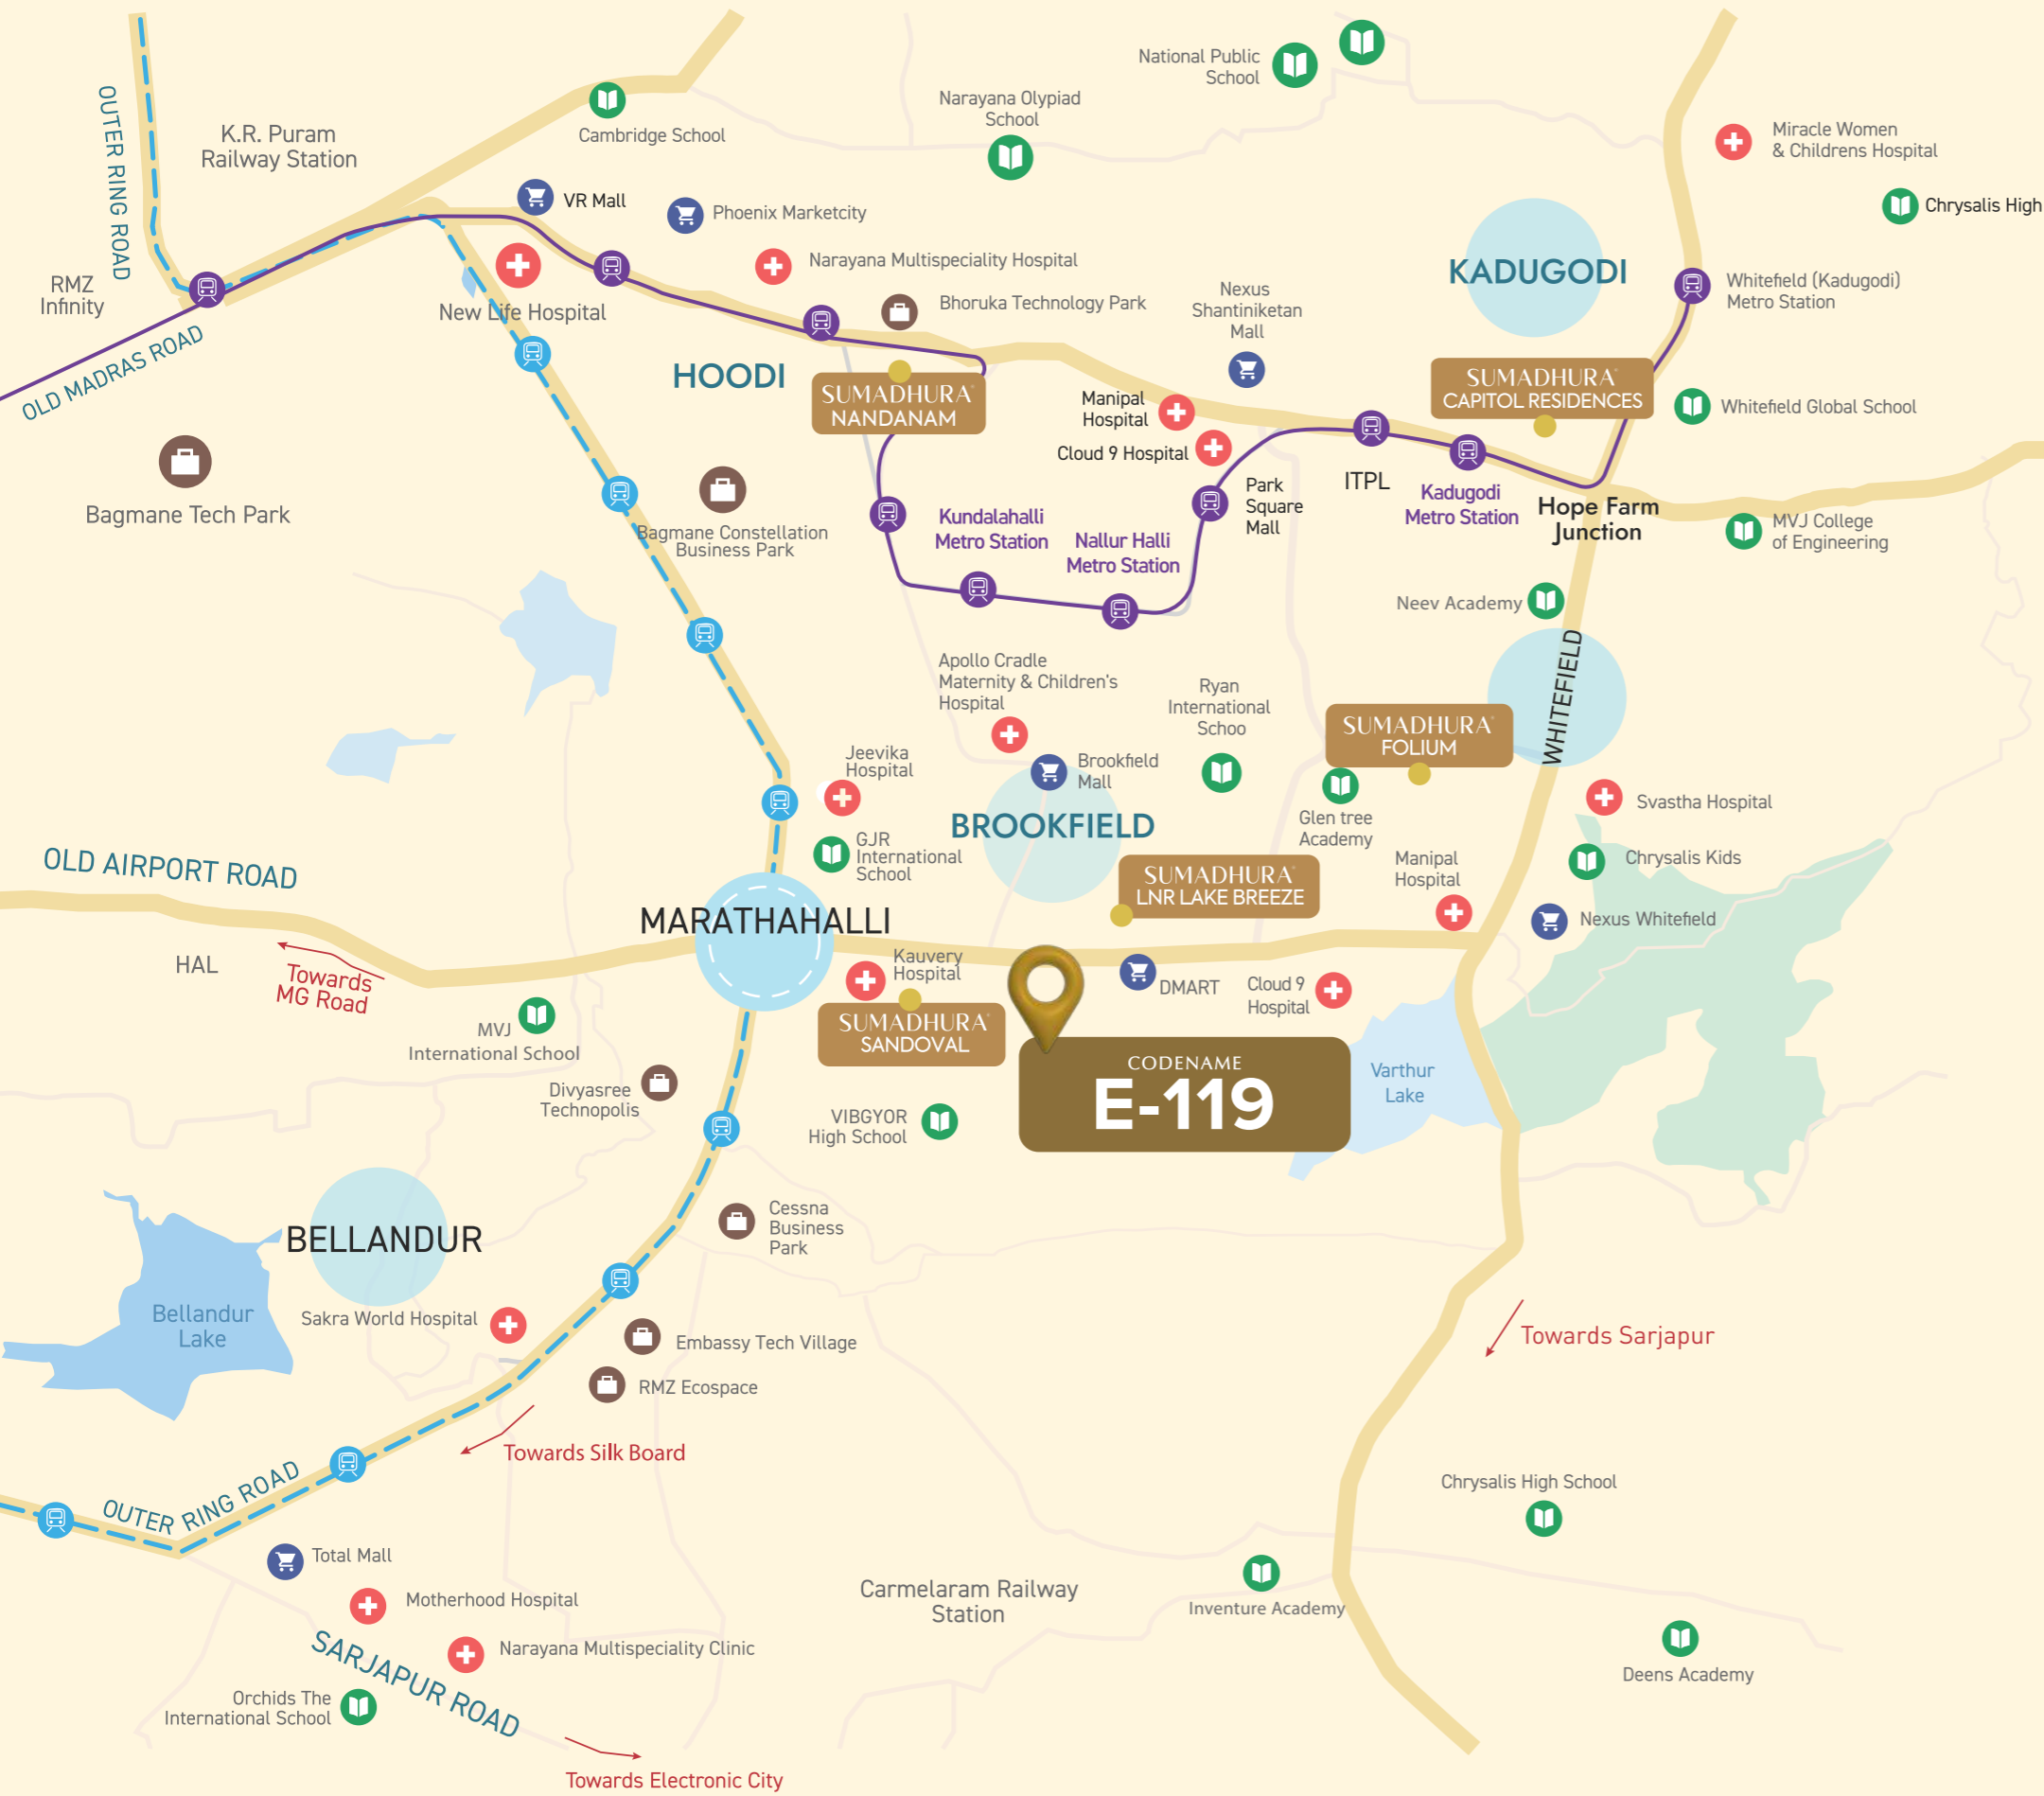 National Public
School
Narayana Olypiad
School
Cambridge School
K.R. Puram
Railway Station
OUTER RING ROAD
Miracle Women
& Childrens Hospital
Chrysalis High
VR Mall
Phoenix Marketcity
Narayana Multispeciality Hospital
KADUGODI
RMZ
Infinity
New Life Hospital
Bhoruka Technology Park
Nexus
Shantiniketan
Mall
Whitefield (Kadugodi)
Metro Station
OLD MADRAS ROAD
HOODI
SUMADHURA
NANDANAM
Manipal
Hospital
Cloud 9 Hospital
SUMADHURA
CAPITOL RESIDENCES
Whitefield Global School
Bagmane Tech Park
Bagmane Constellation
Business Park
Kundalahalli
Metro Station
Nallur Halli
Metro Station
Park
Square
Mall
ITPL
Kadugodi
Metro Station
Hope Farm
Junction
MVJ College
of Engineering
Neev Academy
WHITEFIELD
Apollo Cradle
Maternity & Children's
Hospital
Ryan
International
Schoo
SUMADHURA
FOLIUM
Jeevika
Hospital
Brookfield
Mall
BROOKFIELD
GJR
International
School
Glen tree
Academy
Svastha Hospital
Chrysalis Kids
Manipal
Hospital
SUMADHURA
LNR LAKE BREEZE
Nexus Whitefield
OLD AIRPORT ROAD
MARATHAHALLI
HAL
Towards
MG Road
Kauvery
Hospital
DMART
Cloud 9
Hospital
SUMADHURA
SANDOVAL
MVJ
International School
CODENAME
E-119
Varthur
Lake
Divyasree
Technopolis
VIBGYOR
High School
BELLANDUR
Cessna
Business
Park
Bellandur
Lake
Sakra World Hospital
Embassy Tech Village
RMZ Ecospace
Towards Sarjapur
Towards Silk Board
OUTER RING ROAD
Chrysalis High School
Total Mall
Motherhood Hospital
Carmelaram Railway
Station
Inventure Academy
SARJAPUR ROAD
Narayana Multispeciality Clinic
Deens Academy
Orchids The
International School
Towards Electronic City